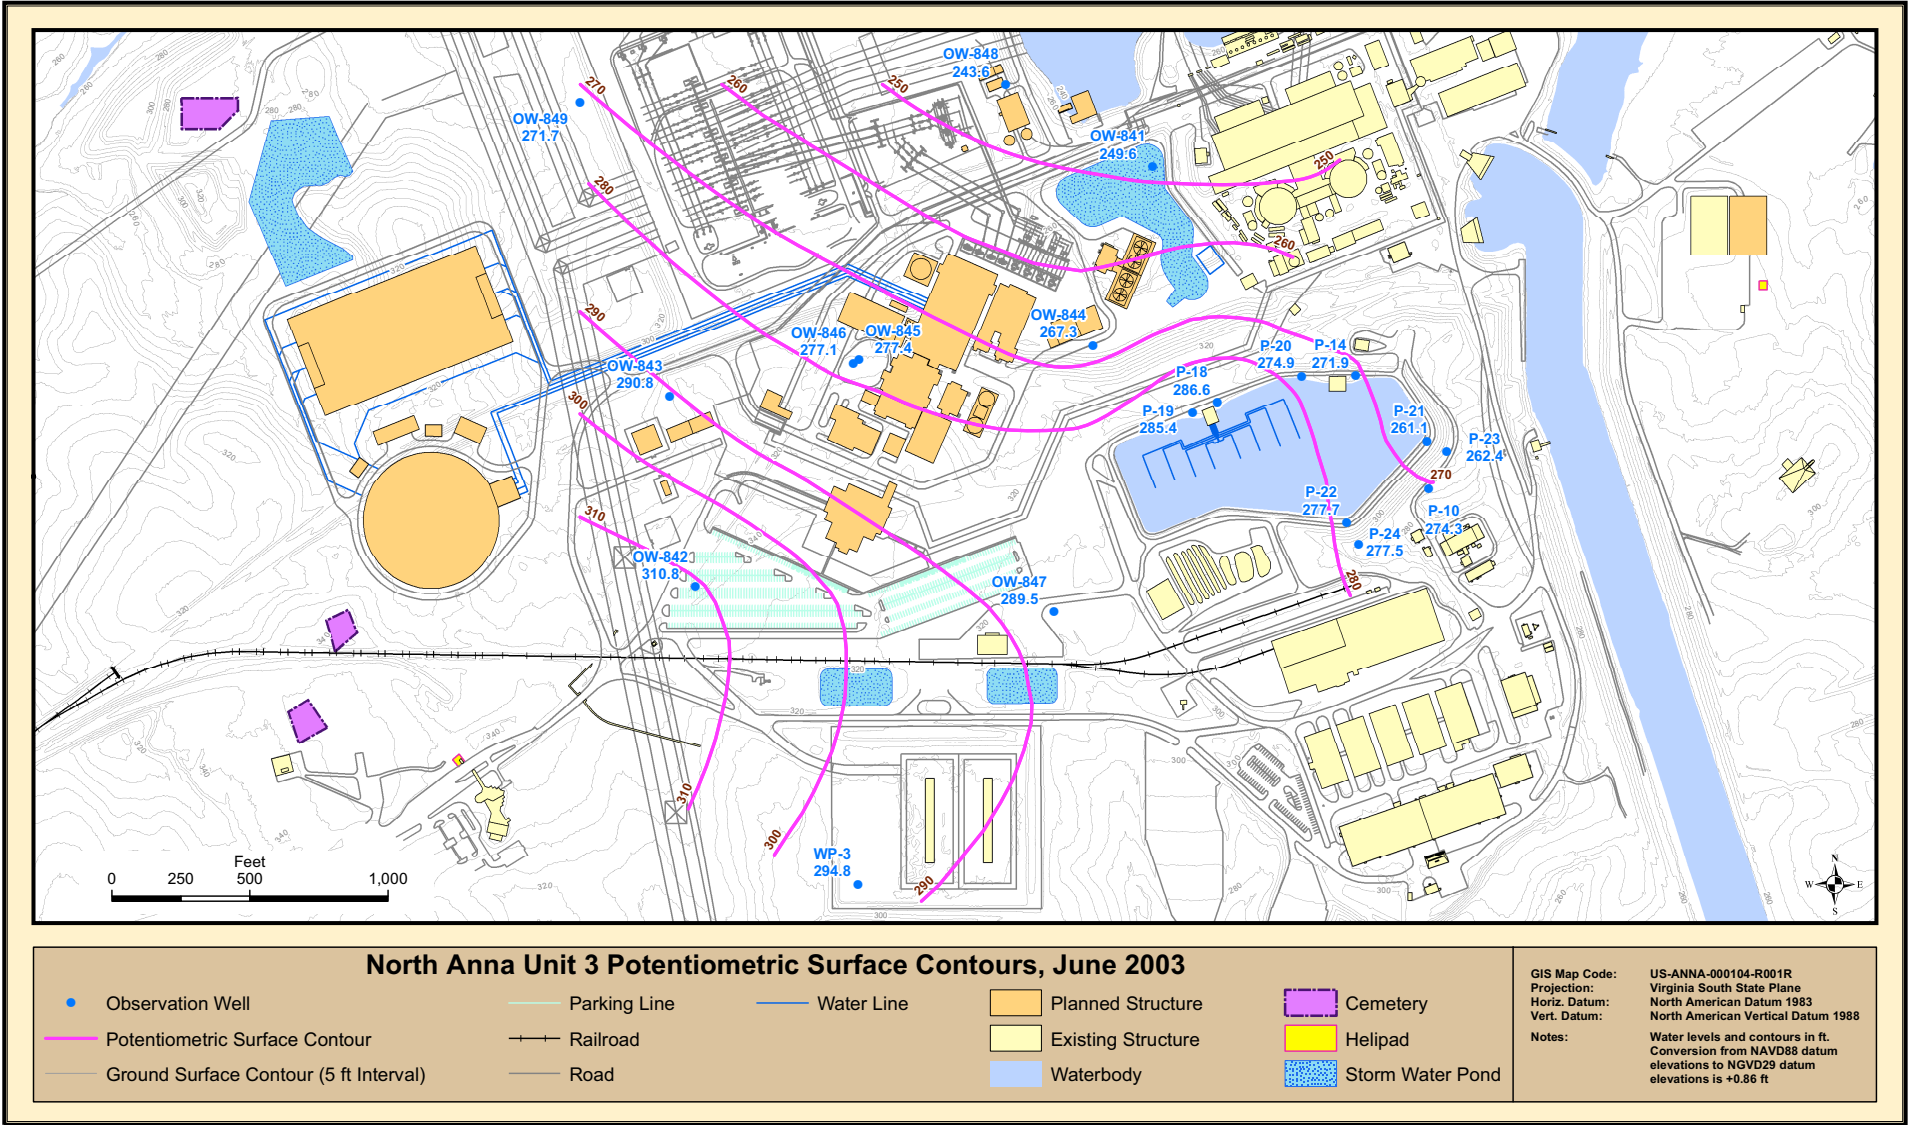 OW-848
243.6
270
260
250
OW-849
271.7
OW-841
249.6
250
280
260
290
OW-844
267.3
OW-846
277.1
OW-845
277.4
P-20
274.9
P-14
271.9
OW-843
290.8
P-18
286.6
300
P-19
285.4
P-21
261.1
P-23
262.4
270
P-22
277.7
P-10
274.3
310
P-24
277.5
OW-842
310.8
OW-847
289.5
280
310
300
WP-3
294.8
290
Feet
0 250 500 1,000
N
W E
S
North Anna Unit 3 Potentiometric Surface Contours, June 2003
Observation Well
Potentiometric Surface Contour
Ground Surface Contour (5 ft Interval)
Parking Line
Railroad
Road
Water Line
Planned Structure
Existing Structure
Waterbody
Cemetery
Helipad
Storm Water Pond
GIS Map Code: US-ANNA-000104-R001R
Projection: Virginia South State Plane
Horiz. Datum: North American Datum 1983
Vert. Datum: North American Vertical Datum 1988
Notes: Water levels and contours in ft.
Conversion from NAVD88 datum
elevations to NGVD29 datum
elevations is +0.86 ft